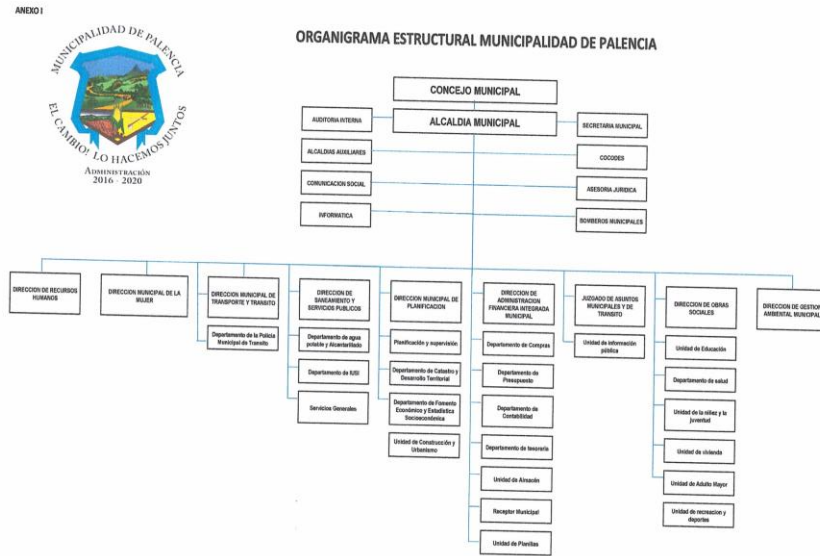 ANEXO I
ORGANIGRAMA ESTRUCTURAL MUNICIPALIDAD DE PALENCIA
MUNICIPALIDAD DE PALENCIA
EL CAMBIO! LO HACEMOS JUNTOS
ADMINISTRACIÓN
2016 - 2020
CONCEJO MUNICIPAL
ALCALDIA MUNICIPAL
AUDITORIA INTERNA
SECRETARIA MUNICIPAL
ALCALDIAS AUXILIARES
COCODES
COMUNICACION SOCIAL
ASESORIA JURIDICA
INFORMATICA
BOMBEROS MUNICIPALES
DIRECCION DE RECURSOS
HUMANOS
DIRECCION MUNICIPAL DE LA
MUJER
DIRECCION MUNICIPAL DE
TRANSPORTE Y TRANSITO
Departamento de la Policia
Municipal de Transito
DIRECCION DE
SANEAMIENTO Y
SERVICIOS PUBLICOS
Departamento de agua
potable y Alcantarillado
Departamento de IUSI
Servicios Generales
DIRECCION MUNICIPAL DE
PLANIFICACION
Planificación y supervisión
Departamento de Catastro y
Desarrollo Territorial
Departamento de Fomento
Económico y Estadística
Socioeconómica
Unidad de Construcción y
Urbanismo
DIRECCION DE
ADMINISTRACION
FINANCIERA INTEGRADA
MUNICIPAL
Departamento de Compras
Departamento de
Presupuesto
Departamento de
Contabilidad
Departamento de tesoreria
Unidad de Almacén
Receptor Municipal
Unidad de Planillas
JUZGADO DE ASUNTOS
MUNICIPALES Y DE
TRANSITO
Unidad de información
pública
DIRECCION DE OBRAS
SOCIALES
Unidad de Educación
Departamento de salud
Unidad de la niñez y la
juventud
Unidad de vivienda
Unidad de Adulto Mayor
Unidad de recreacion y
deportes
DIRECCION DE GESTION
AMBIENTAL MUNICIPAL